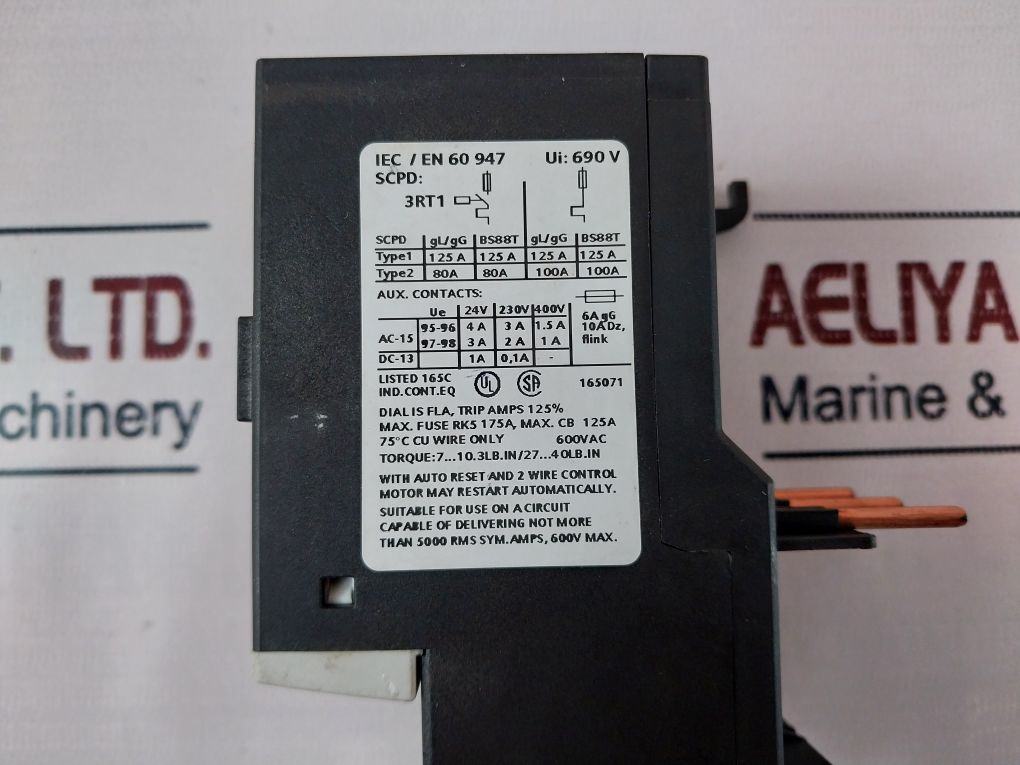 IEC / EN 60 947 Ui: 690 V
SCPD:
3RT1
SCPD gL/gG BS88T gL/gG BS88T
Type1 125 A 125 A 125 A 125 A
Type2 80A 80A 100A 100A
AUX. CONTACTS:
Ue 24V 230V 400V
AC-15 95-96 4 A 3 A 1.5 A
97-98 3 A 2 A 1 A
DC-13 1A 0,1A -
6A gG
10A Dz,
flink
LISTED 165C
IND.CONT.EQ
UL SA 165071
DIAL IS FLA, TRIP AMPS 125%
MAX. FUSE RK5 175A, MAX. CB 125A
75°C CU WIRE ONLY 600VAC
TORQUE:7...10.3LB.IN/27...40LB.IN
WITH AUTO RESET AND 2 WIRE CONTROL
MOTOR MAY RESTART AUTOMATICALLY.
SUITABLE FOR USE ON A CIRCUIT
CAPABLE OF DELIVERING NOT MORE
THAN 5000 RMS SYM.AMPS, 600V MAX.
. LTD.
chinery
AELIYA
Marine &